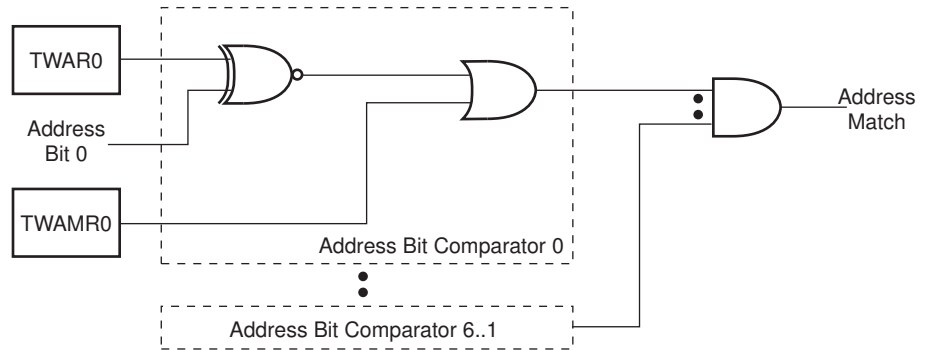 TWAR0
Address
Bit 0
TWAMR0
Address Bit Comparator 0
Address Bit Comparator 6..1
Address
Match